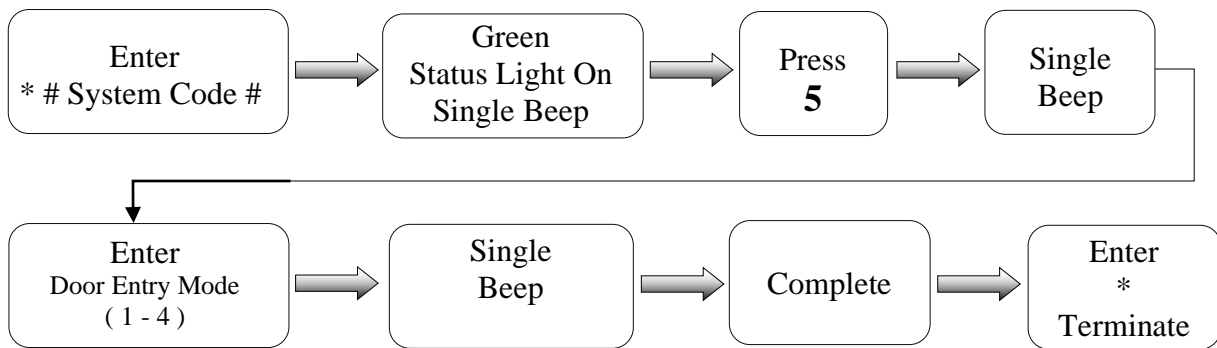 Enter
* # System Code #
Green
Status Light On
Single Beep
Press
5
Single
Beep
Enter
Door Entry Mode
( 1 - 4 )
Single
Beep
Complete
Enter
*
Terminate